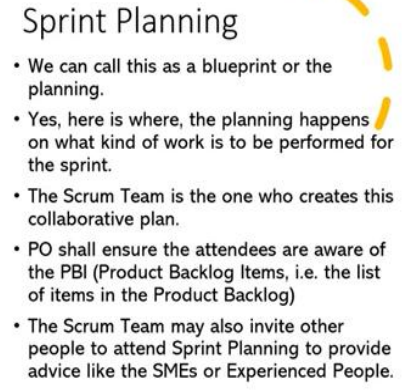 Sprint Planning
• We can call this as a blueprint or the
planning.
• Yes, here is where, the planning happens
on what kind of work is to be performed for
the sprint.
• The Scrum Team is the one who creates this
collaborative plan.
• PO shall ensure the attendees are aware of
the PBI (Product Backlog Items, i.e. the list
of items in the Product Backlog)
• The Scrum Team may also invite other
people to attend Sprint Planning to provide
advice like the SMEs or Experienced People.